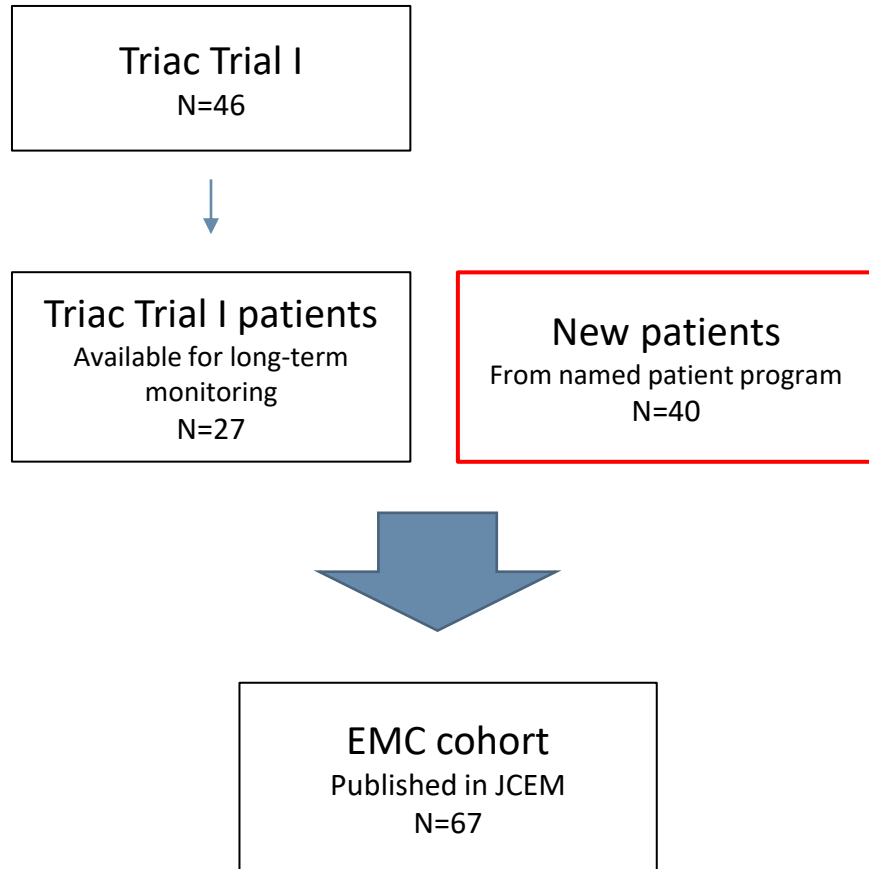 Triac Trial I
N=46
Triac Trial I patients
Available for long-term
monitoring
N=27
New patients
From named patient program
N=40
EMC cohort
Published in JCEM
N=67